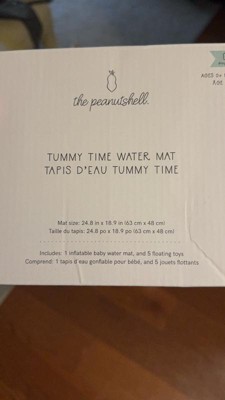 the peanutshell.
AGES 0+
ÂGE
TUMMY TIME WATER MAT
TAPIS D'EAU TUMMY TIME
Mat size: 24.8 in x 18.9 in (63 cm x 48 cm)
Taille du tapis: 24.8 po x 18.9 po (63 cm x 48 cm)
Includes: 1 inflatable baby water mat, and 5 floating toys
Comprend: 1 tapis d'eau gonflable pour bébé, and 5 jouets flottants